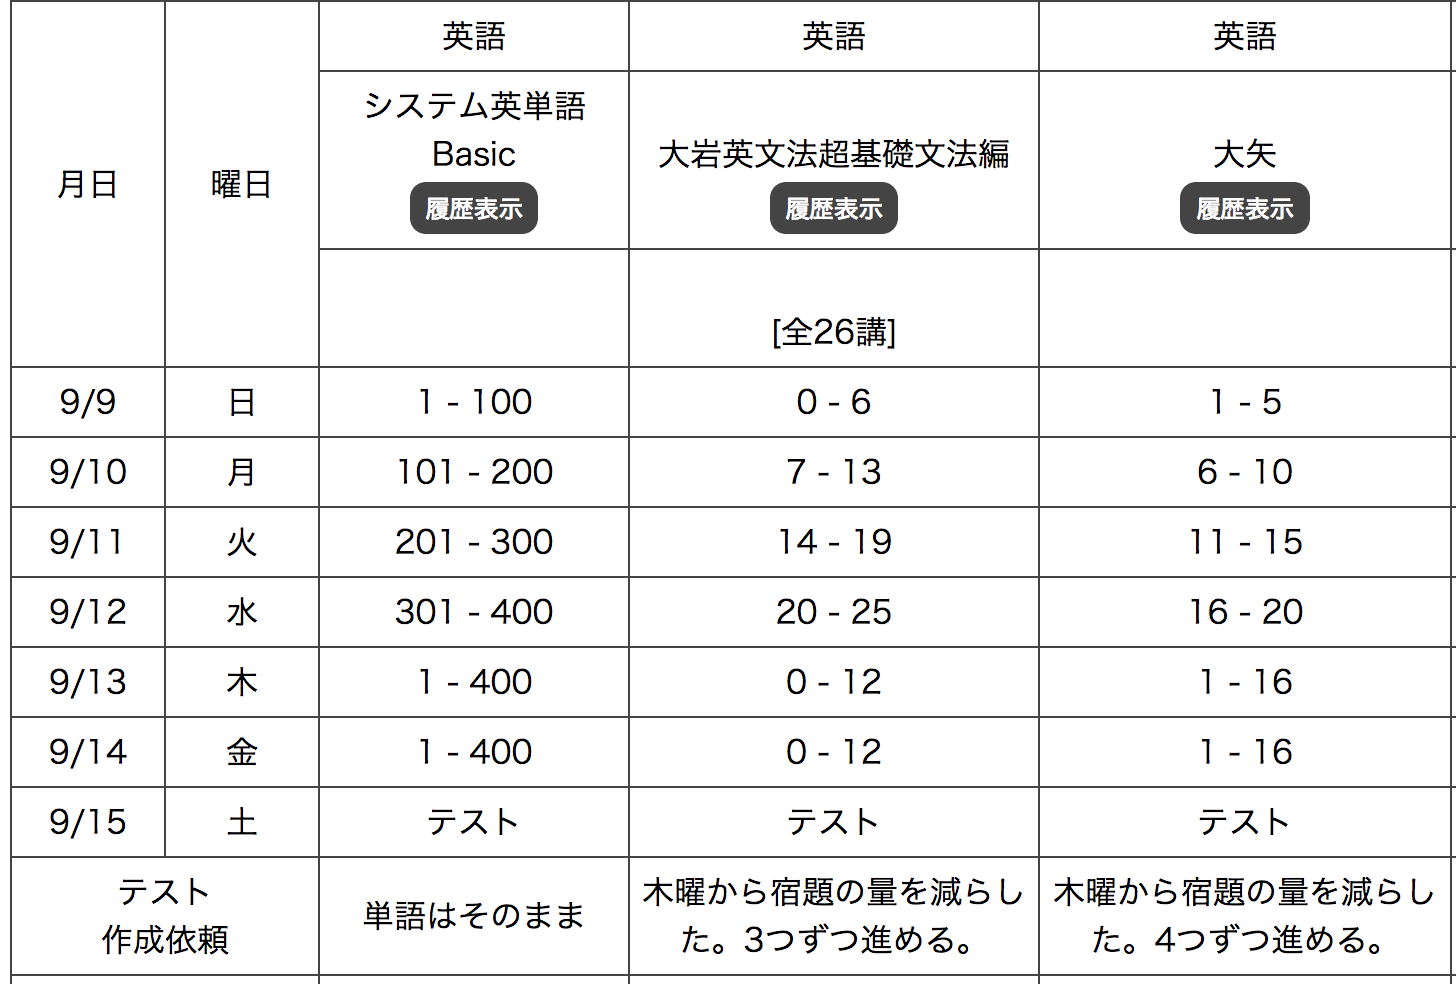 月日 曜日 英語 英語 英語
システム英単語
Basic
履歴表示
大岩英文法超基礎文法編
履歴表示
大矢
履歴表示
[全26講]
9/9 日 1 - 100 0 - 6 1 - 5
9/10 月 101 - 200 7 - 13 6 - 10
9/11 火 201 - 300 14 - 19 11 - 15
9/12 水 301 - 400 20 - 25 16 - 20
9/13 木 1 - 400 0 - 12 1 - 16
9/14 金 1 - 400 0 - 12 1 - 16
9/15 土 テスト テスト テスト
テスト
作成依頼
単語はそのまま
木曜から宿題の量を減らし
た。3つずつ進める。
木曜から宿題の量を減らし
た。4つずつ進める。